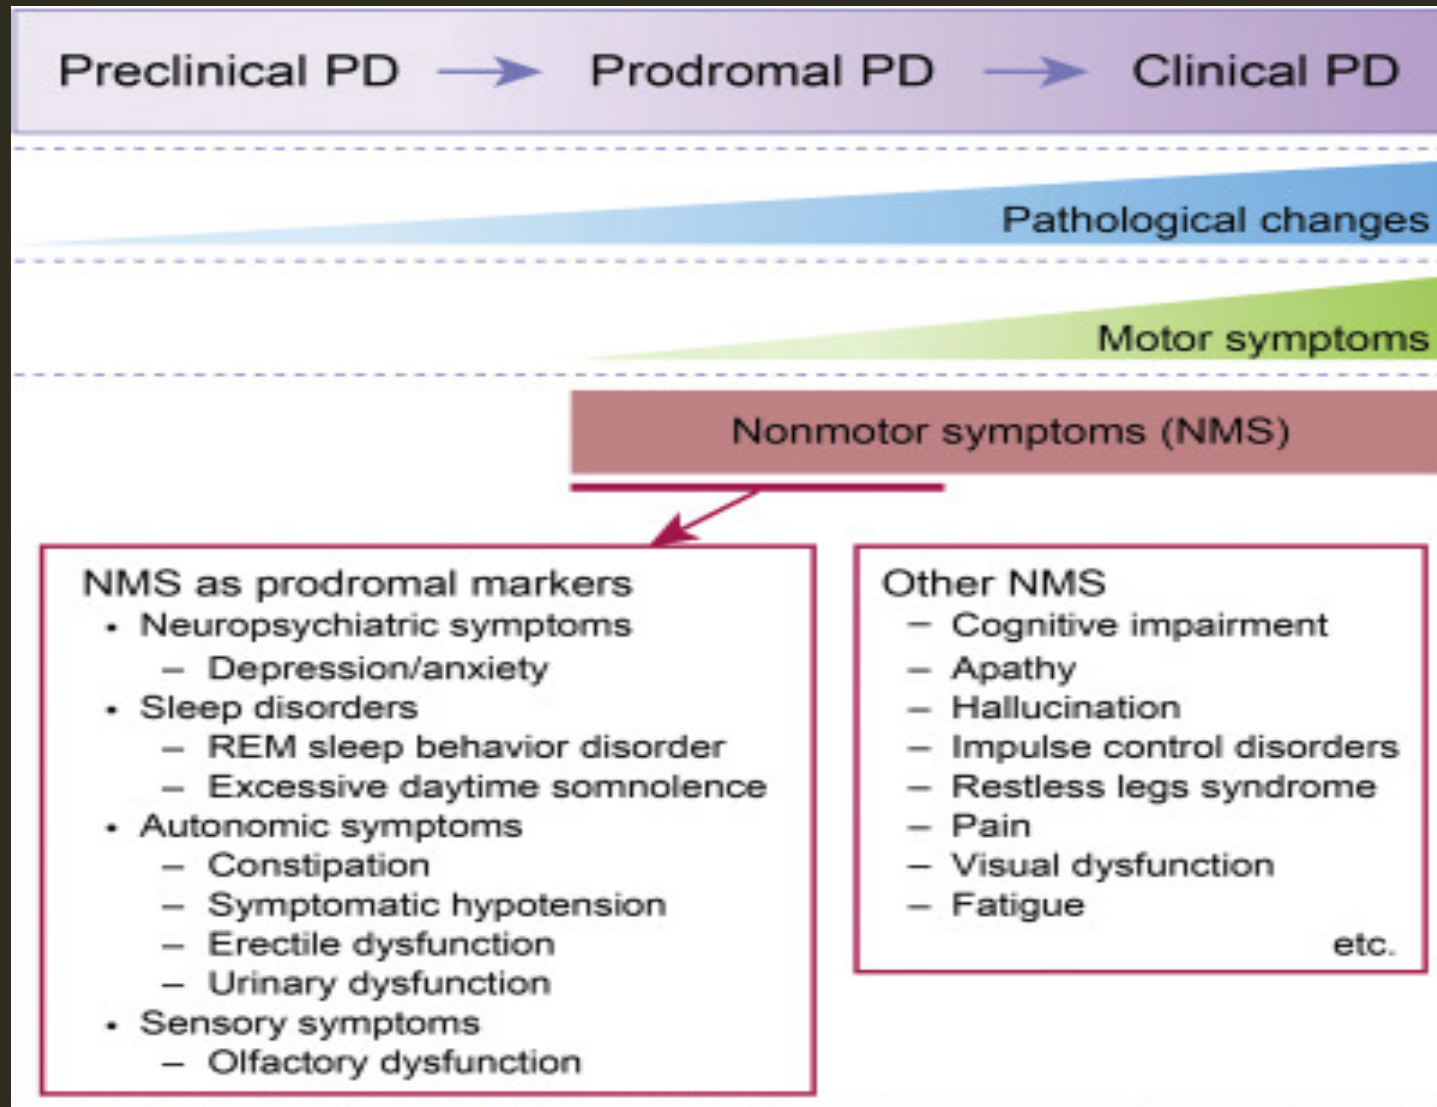 Preclinical PD → Prodromal PD → Clinical PD
Pathological changes
Motor symptoms
Nonmotor symptoms (NMS)
NMS as prodromal markers
• Neuropsychiatric symptoms
– Depression/anxiety
• Sleep disorders
– REM sleep behavior disorder
– Excessive daytime somnolence
• Autonomic symptoms
– Constipation
– Symptomatic hypotension
– Erectile dysfunction
– Urinary dysfunction
• Sensory symptoms
– Olfactory dysfunction
Other NMS
– Cognitive impairment
– Apathy
– Hallucination
– Impulse control disorders
– Restless legs syndrome
– Pain
– Visual dysfunction
– Fatigue
etc.